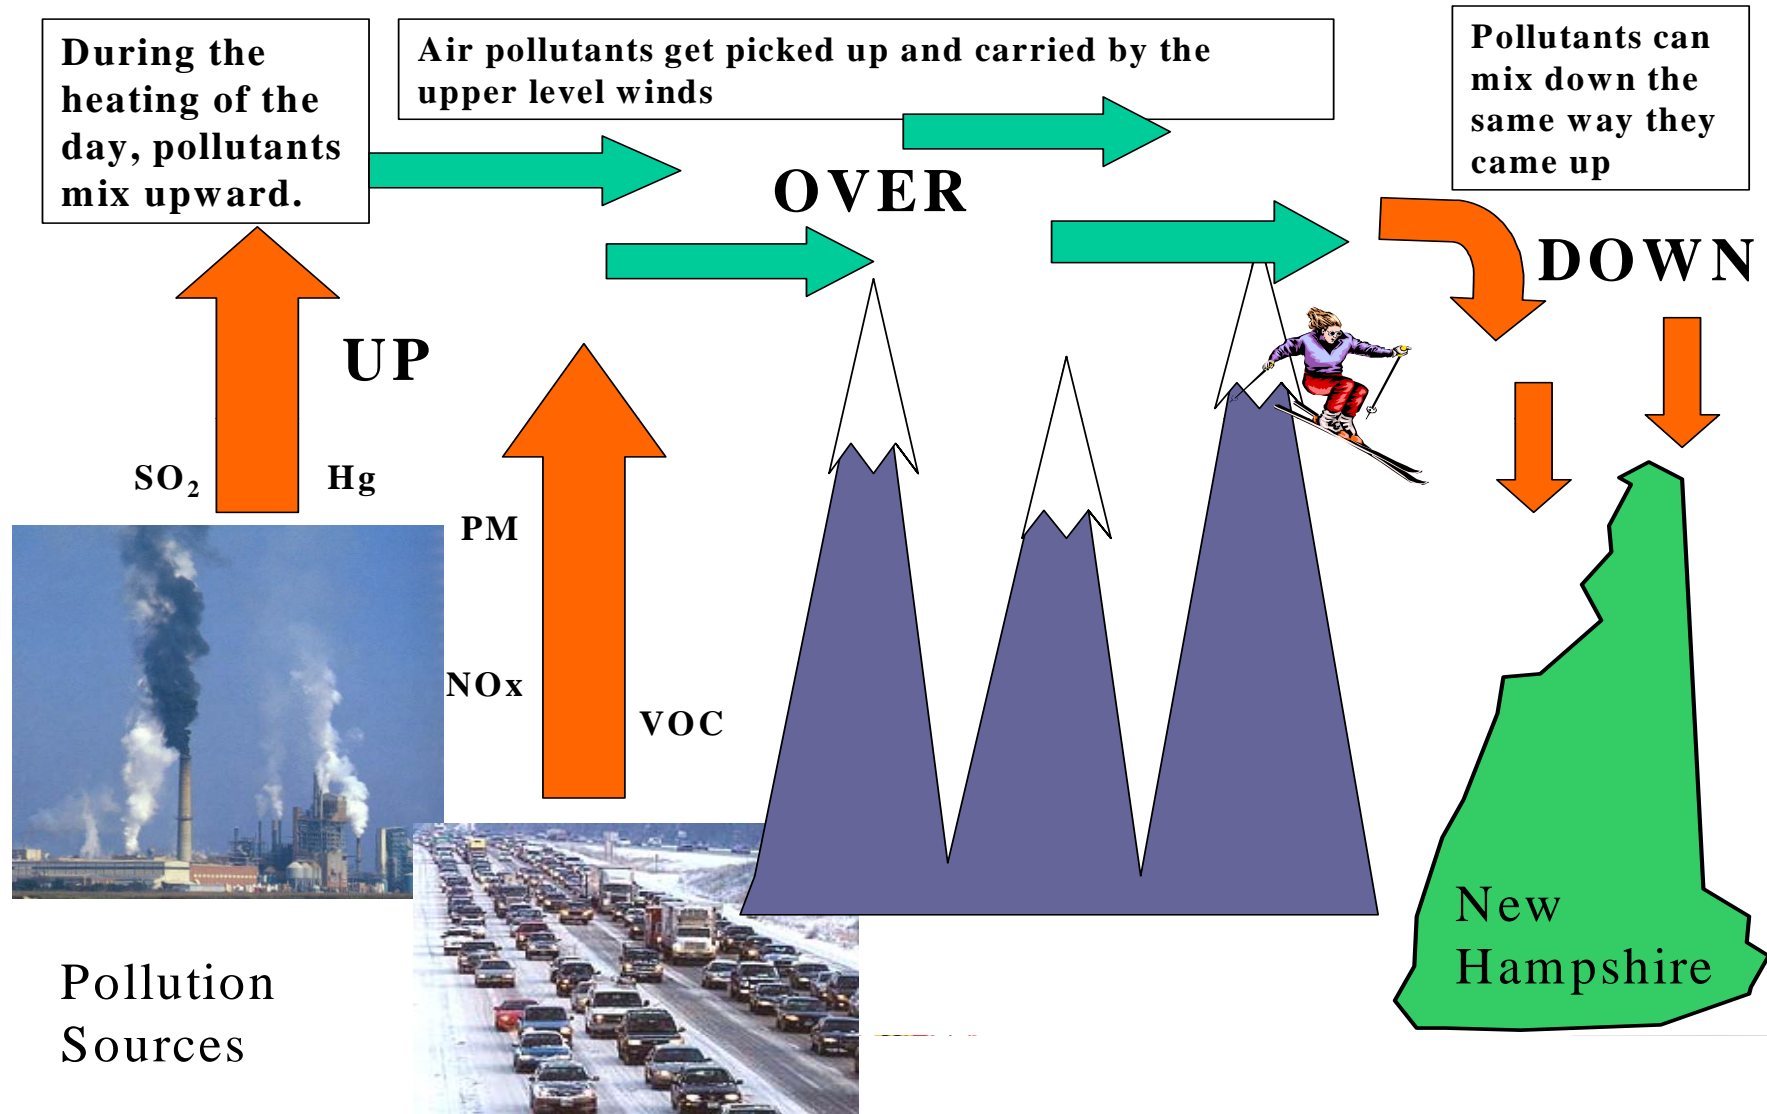 During the
heating of the
day, pollutants
mix upward.
Air pollutants get picked up and carried by the
upper level winds
Pollutants can
mix down the
same way they
came up
OVER
DOWN
UP
SO₂
Hg
PM
NOx
VOC
New
Hampshire
Pollution
Sources